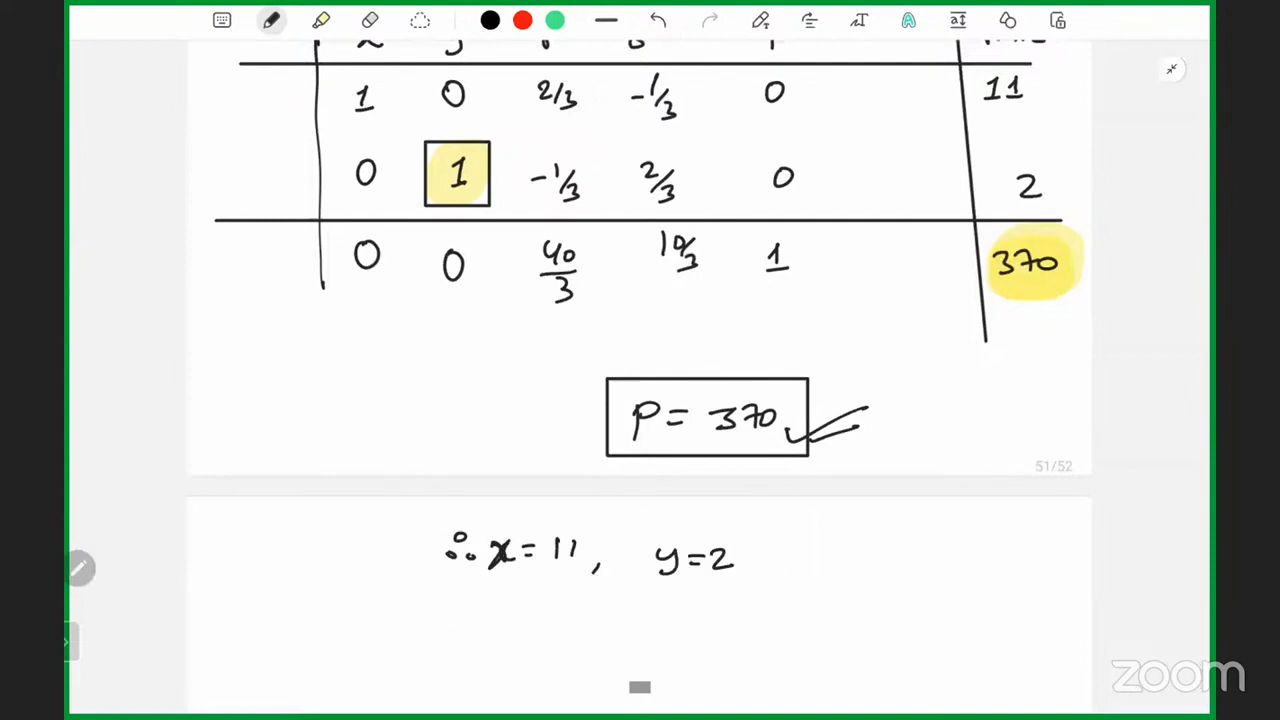 1 0 2/3 -1/3 0 11
0 1 -1/3 2/3 0 2
0 0 40/3 10/3 1 370
P = 370
51/52
∴ x = 11, y = 2
zoom